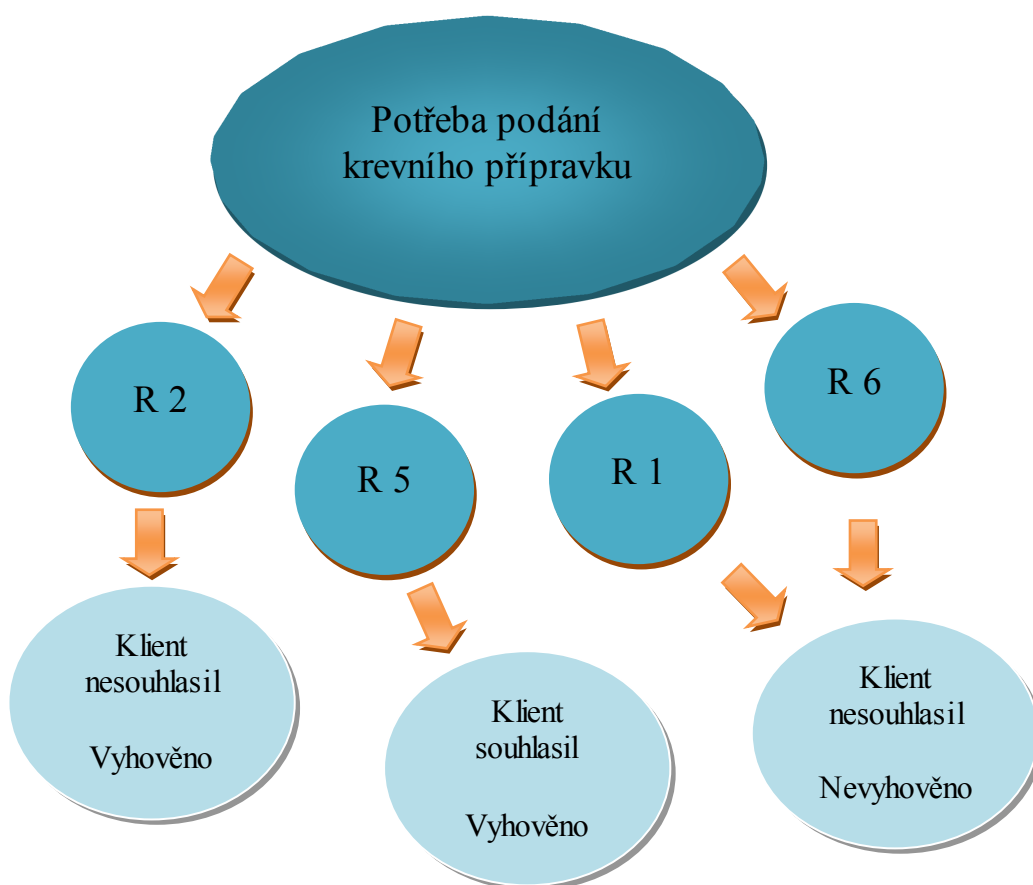 Potřeba podání
krevního přípravku
R 2
R 5
R 1
R 6
Klient
nesouhlasil
Vyhověno
Klient
souhlasil
Vyhověno
Klient
nesouhlasil
Nevyhověno